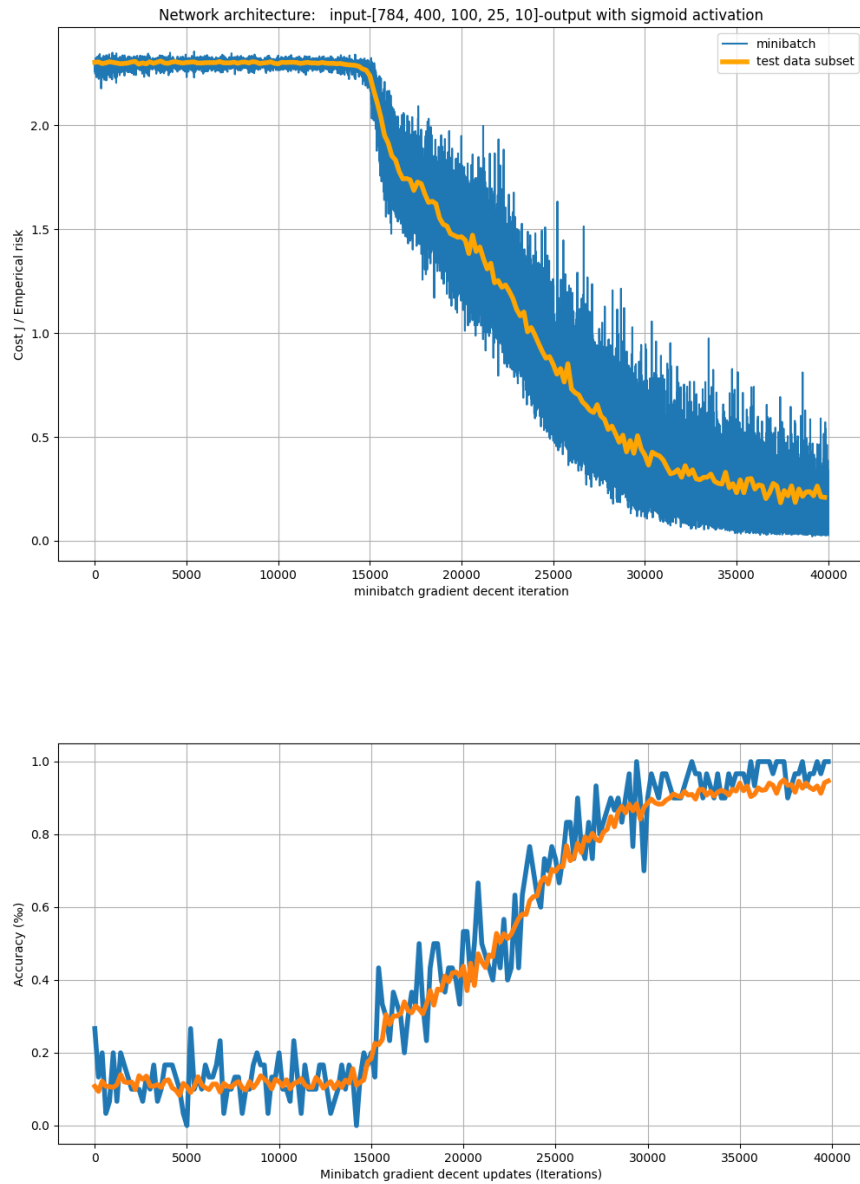 Network architecture:   input-[784, 400, 100, 25, 10]-output with sigmoid activation
minibatch
test data subset
2.0
1.5
1.0
0.5
0.0
Cost J / Emperical risk
0 5000 10000 15000 20000 25000 30000 35000 40000
minibatch gradient decent iteration
1.0
0.8
0.6
0.4
0.2
0.0
Accuracy (‰)
0 5000 10000 15000 20000 25000 30000 35000 40000
Minibatch gradient decent updates (Iterations)